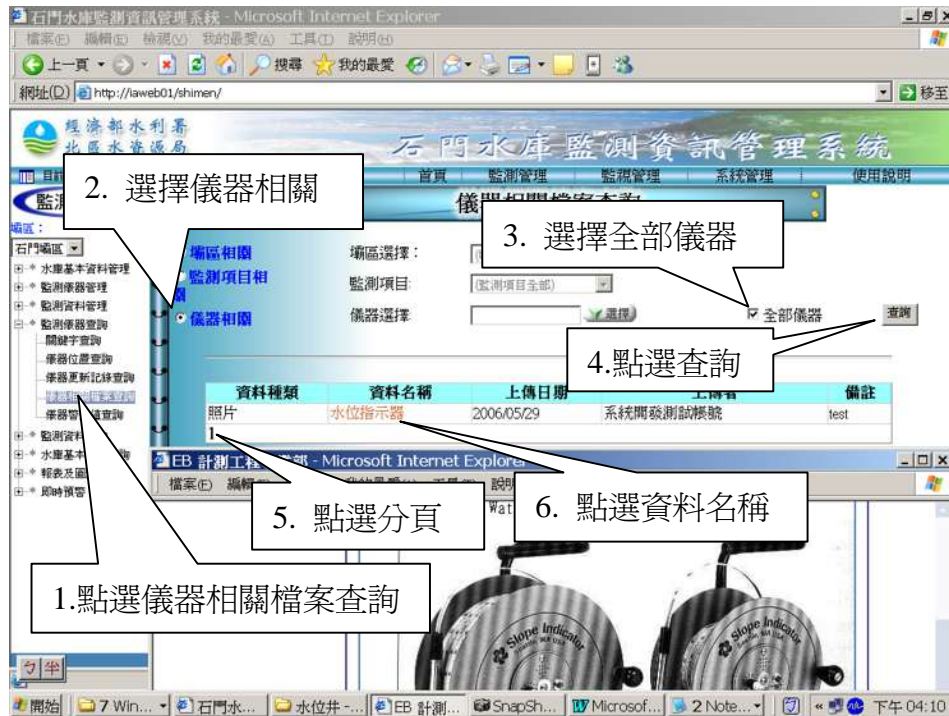 石門水庫監測資訊管理系統 - Microsoft Internet Explorer
檔案(F) 編輯(E) 檢視(V) 我的最愛(A) 工具(T) 說明(H)
上一頁 搜尋 我的最愛
網址(D) http://iaweb01/shimen/ 移至
經濟部水利署
北區水資源局
石門水庫監測資訊管理系統
首頁 監測管理 監視管理 系統管理 使用說明
2. 選擇儀器相關
3. 選擇全部儀器
壩區：
石門壩區
水庫基本資料管理
監測儀器管理
監測資料管理
監測儀器查詢
關鍵字查詢
儀器位置查詢
儀器更新記錄查詢
儀器相關檔案查詢
水庫基本
即時預警
壩區相關 壩區選擇：
監測項目相關 監測項目: (監測項目全部)
儀器相關 儀器選擇: 選擇 全部儀器 查詢
4.點選查詢
資料種類 資料名稱 上傳日期 上傳者 備註
照片 水位指示器 2006/05/29 系統開發測試帳號 test
1
EB 計測工程 - Microsoft Internet Explorer
檔案(F)
5. 點選分頁
6. 點選資料名稱
1.點選儀器相關檔案查詢
Slope Indicator
Slope Indicator
ㄅ 半
開始 7 Win... 石門水... 水位井 -... EB 計測... SnapSh... Microsof... 2 Note... 下午 04:10